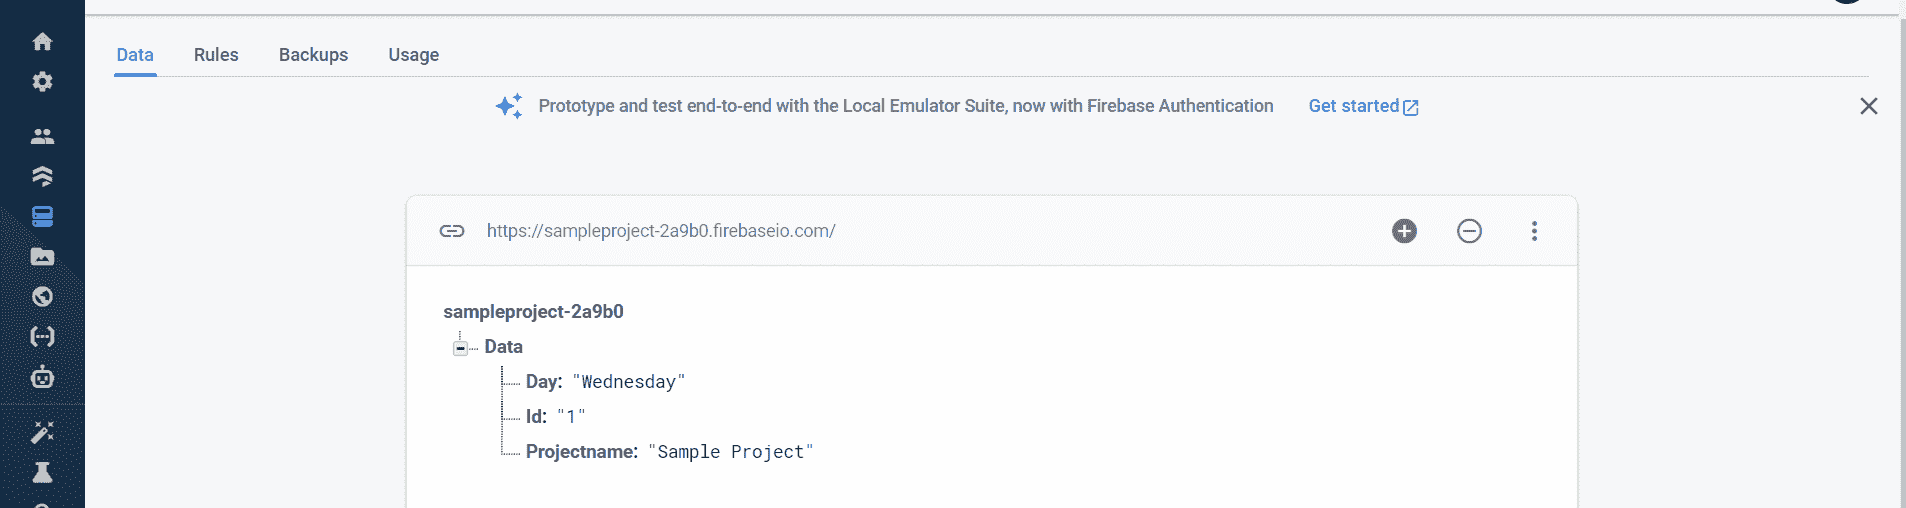 Data Rules Backups Usage
Prototype and test end-to-end with the Local Emulator Suite, now with Firebase Authentication Get started
https://sampleproject-2a9b0.firebaseio.com/
sampleproject-2a9b0
Data
Day: "Wednesday"
Id: "1"
Projectname: "Sample Project"